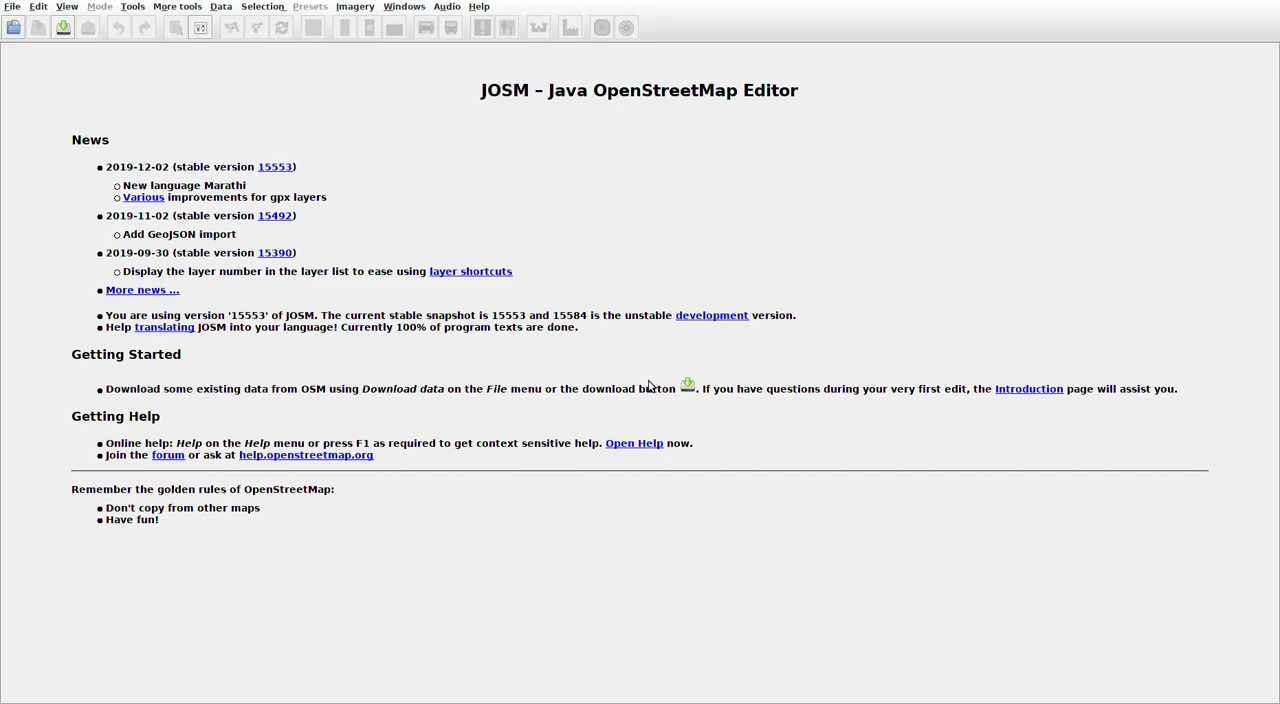 File Edit View Mode Tools More tools Data Selection Presets Imagery Windows Audio Help
JOSM – Java OpenStreetMap Editor
News
2019-12-02 (stable version 15553)
New language Marathi
Various improvements for gpx layers
2019-11-02 (stable version 15492)
Add GeoJSON import
2019-09-30 (stable version 15390)
Display the layer number in the layer list to ease using layer shortcuts
More news ...
You are using version '15553' of JOSM. The current stable snapshot is 15553 and 15584 is the unstable development version.
Help translating JOSM into your language! Currently 100% of program texts are done.
Getting Started
Download some existing data from OSM using Download data on the File menu or the download button . If you have questions during your very first edit, the Introduction page will assist you.
Getting Help
Online help: Help on the Help menu or press F1 as required to get context sensitive help. Open Help now.
Join the forum or ask at help.openstreetmap.org
Remember the golden rules of OpenStreetMap:
Don't copy from other maps
Have fun!